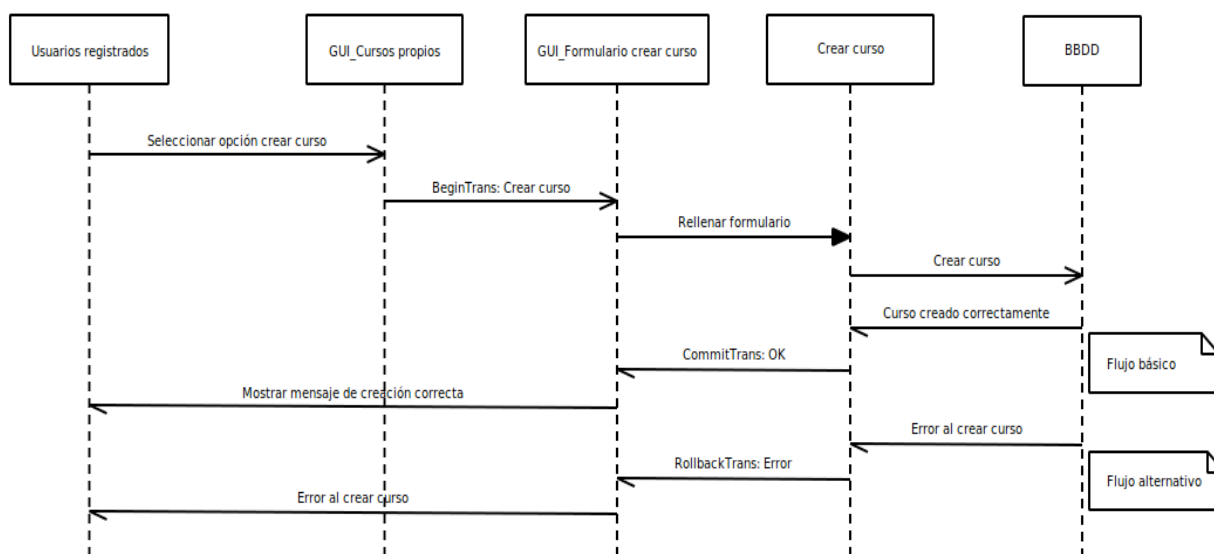 Usuarios registrados
GUI_Cursos propios
GUI_Formulario crear curso
Crear curso
BBDD
Seleccionar opción crear curso
BeginTrans: Crear curso
Rellenar formulario
Crear curso
Curso creado correctamente
CommitTrans: OK
Flujo básico
Mostrar mensaje de creación correcta
Error al crear curso
RollbackTrans: Error
Flujo alternativo
Error al crear curso